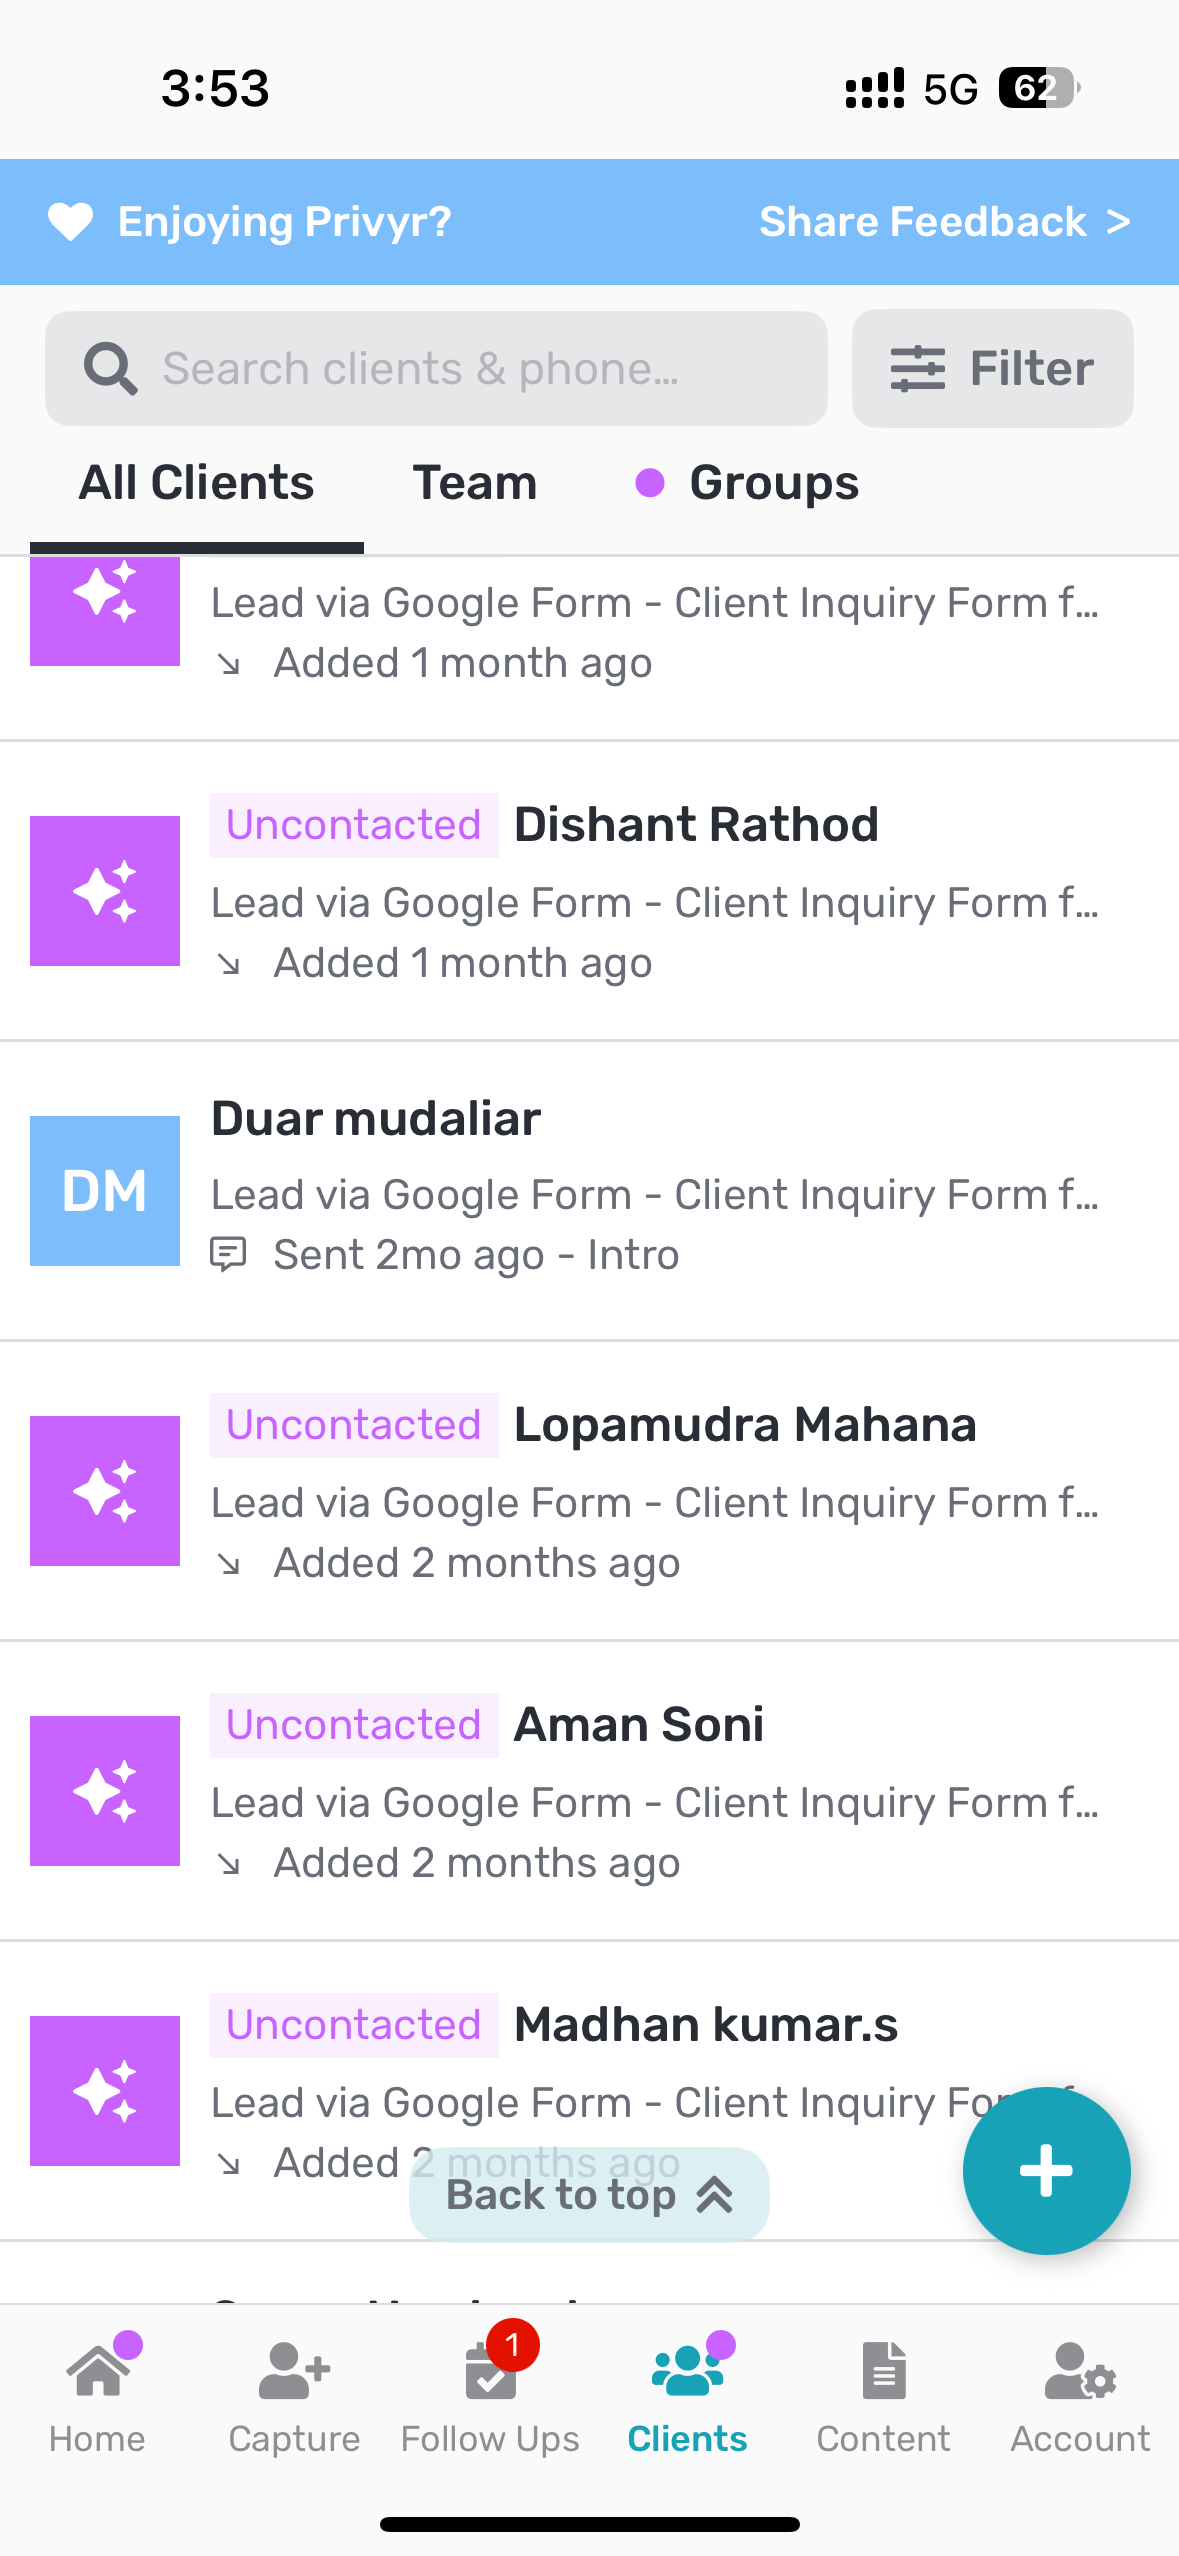 3:53
5G 62
Enjoying Privyr?
Share Feedback >
Search clients & phone...
Filter
All Clients
Team
Groups
Lead via Google Form - Client Inquiry Form f...
Added 1 month ago
Uncontacted Dishant Rathod
Lead via Google Form - Client Inquiry Form f...
Added 1 month ago
DM
Duar mudaliar
Lead via Google Form - Client Inquiry Form f...
Sent 2mo ago - Intro
Uncontacted Lopamudra Mahana
Lead via Google Form - Client Inquiry Form f...
Added 2 months ago
Uncontacted Aman Soni
Lead via Google Form - Client Inquiry Form f...
Added 2 months ago
Uncontacted Madhan kumar.s
Lead via Google Form - Client Inquiry Form f
Added 2 months ago
Back to top
1
Home
Capture
Follow Ups
Clients
Content
Account